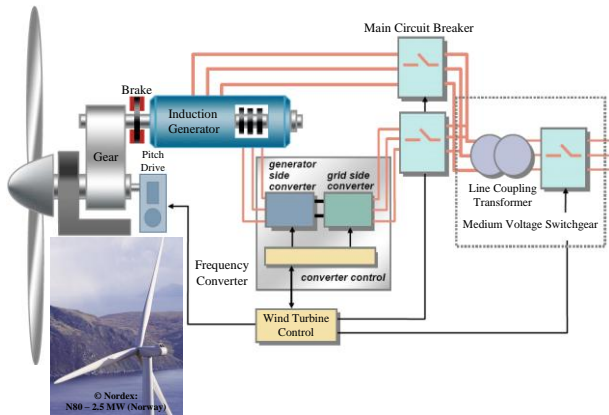 Main Circuit Breaker
Brake
Induction
Generator
Gear
Pitch
Drive
generator
side
converter
grid side
converter
Line Coupling
Transformer
Medium Voltage Switchgear
Frequency
Converter
converter control
Wind Turbine
Control
© Nordex:
N80 – 2,5 MW (Norway)